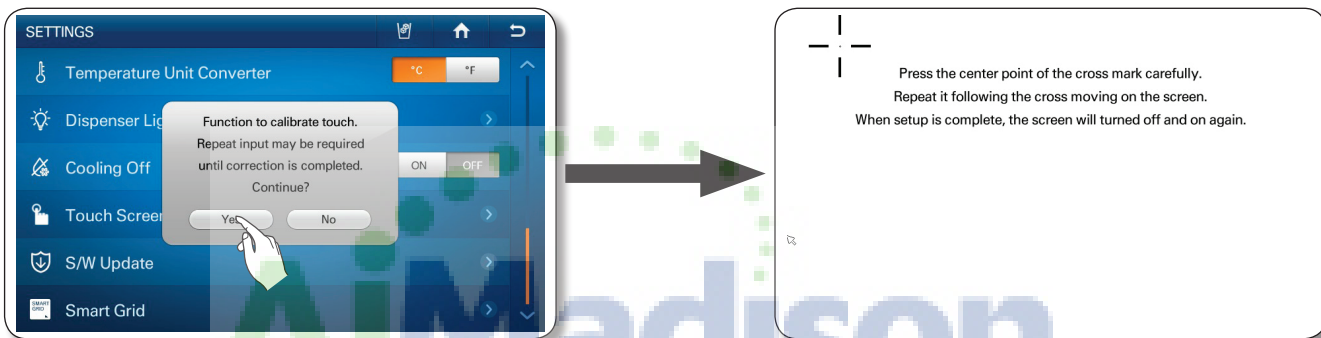 SETTINGS
Temperature Unit Converter
°C
°F
Dispenser Lig
Cooling Off
ON
OFF
Touch Screen
S/W Update
SMART GRID
Smart Grid
Function to calibrate touch.
Repeat input may be required
until correction is completed.
Continue?
Yes
No
Press the center point of the cross mark carefully.
Repeat it following the cross moving on the screen.
When setup is complete, the screen will turned off and on again.
AiMadison